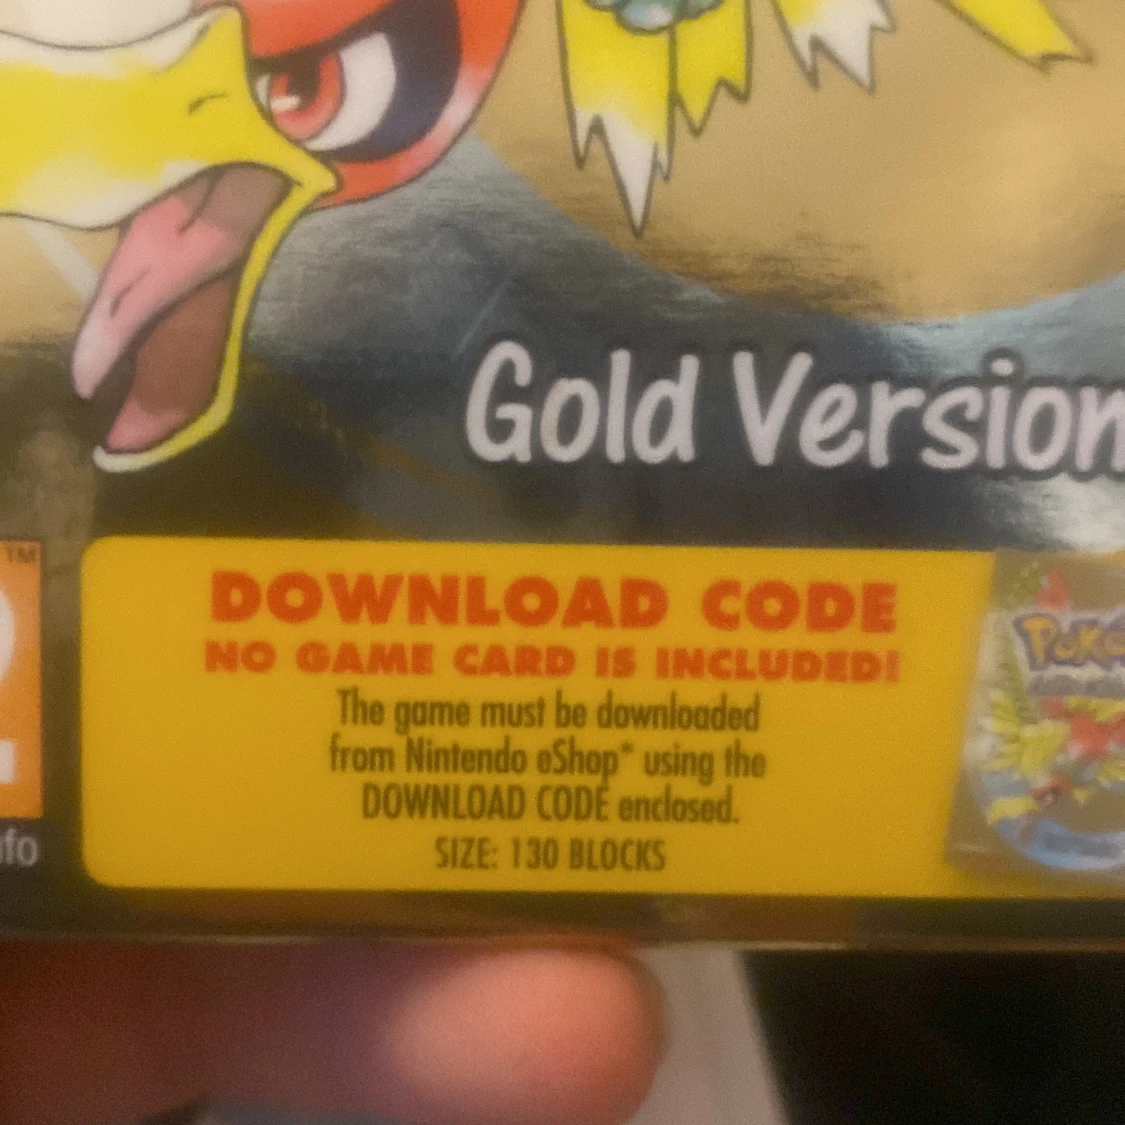 Gold Version
TM
DOWNLOAD CODE
NO GAME CARD IS INCLUDED!
The game must be downloaded
from Nintendo eShop* using the
DOWNLOAD CODE enclosed.
SIZE: 130 BLOCKS